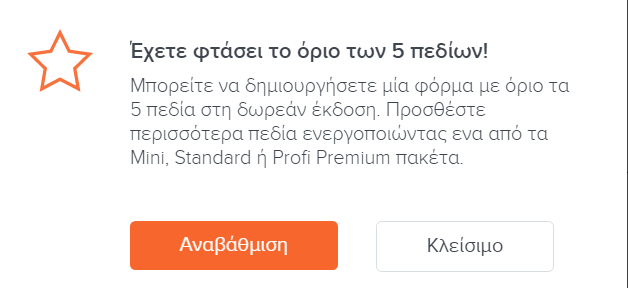 Έχετε φτάσει το όριο των 5 πεδίων!
Μπορείτε να δημιουργήσετε μία φόρμα με όριο τα
5 πεδία στη δωρεάν έκδοση. Προσθέστε
περισσότερα πεδία ενεργοποιώντας ενα από τα
Mini, Standard ή Profi Premium πακέτα.
Αναβάθμιση
Κλείσιμο